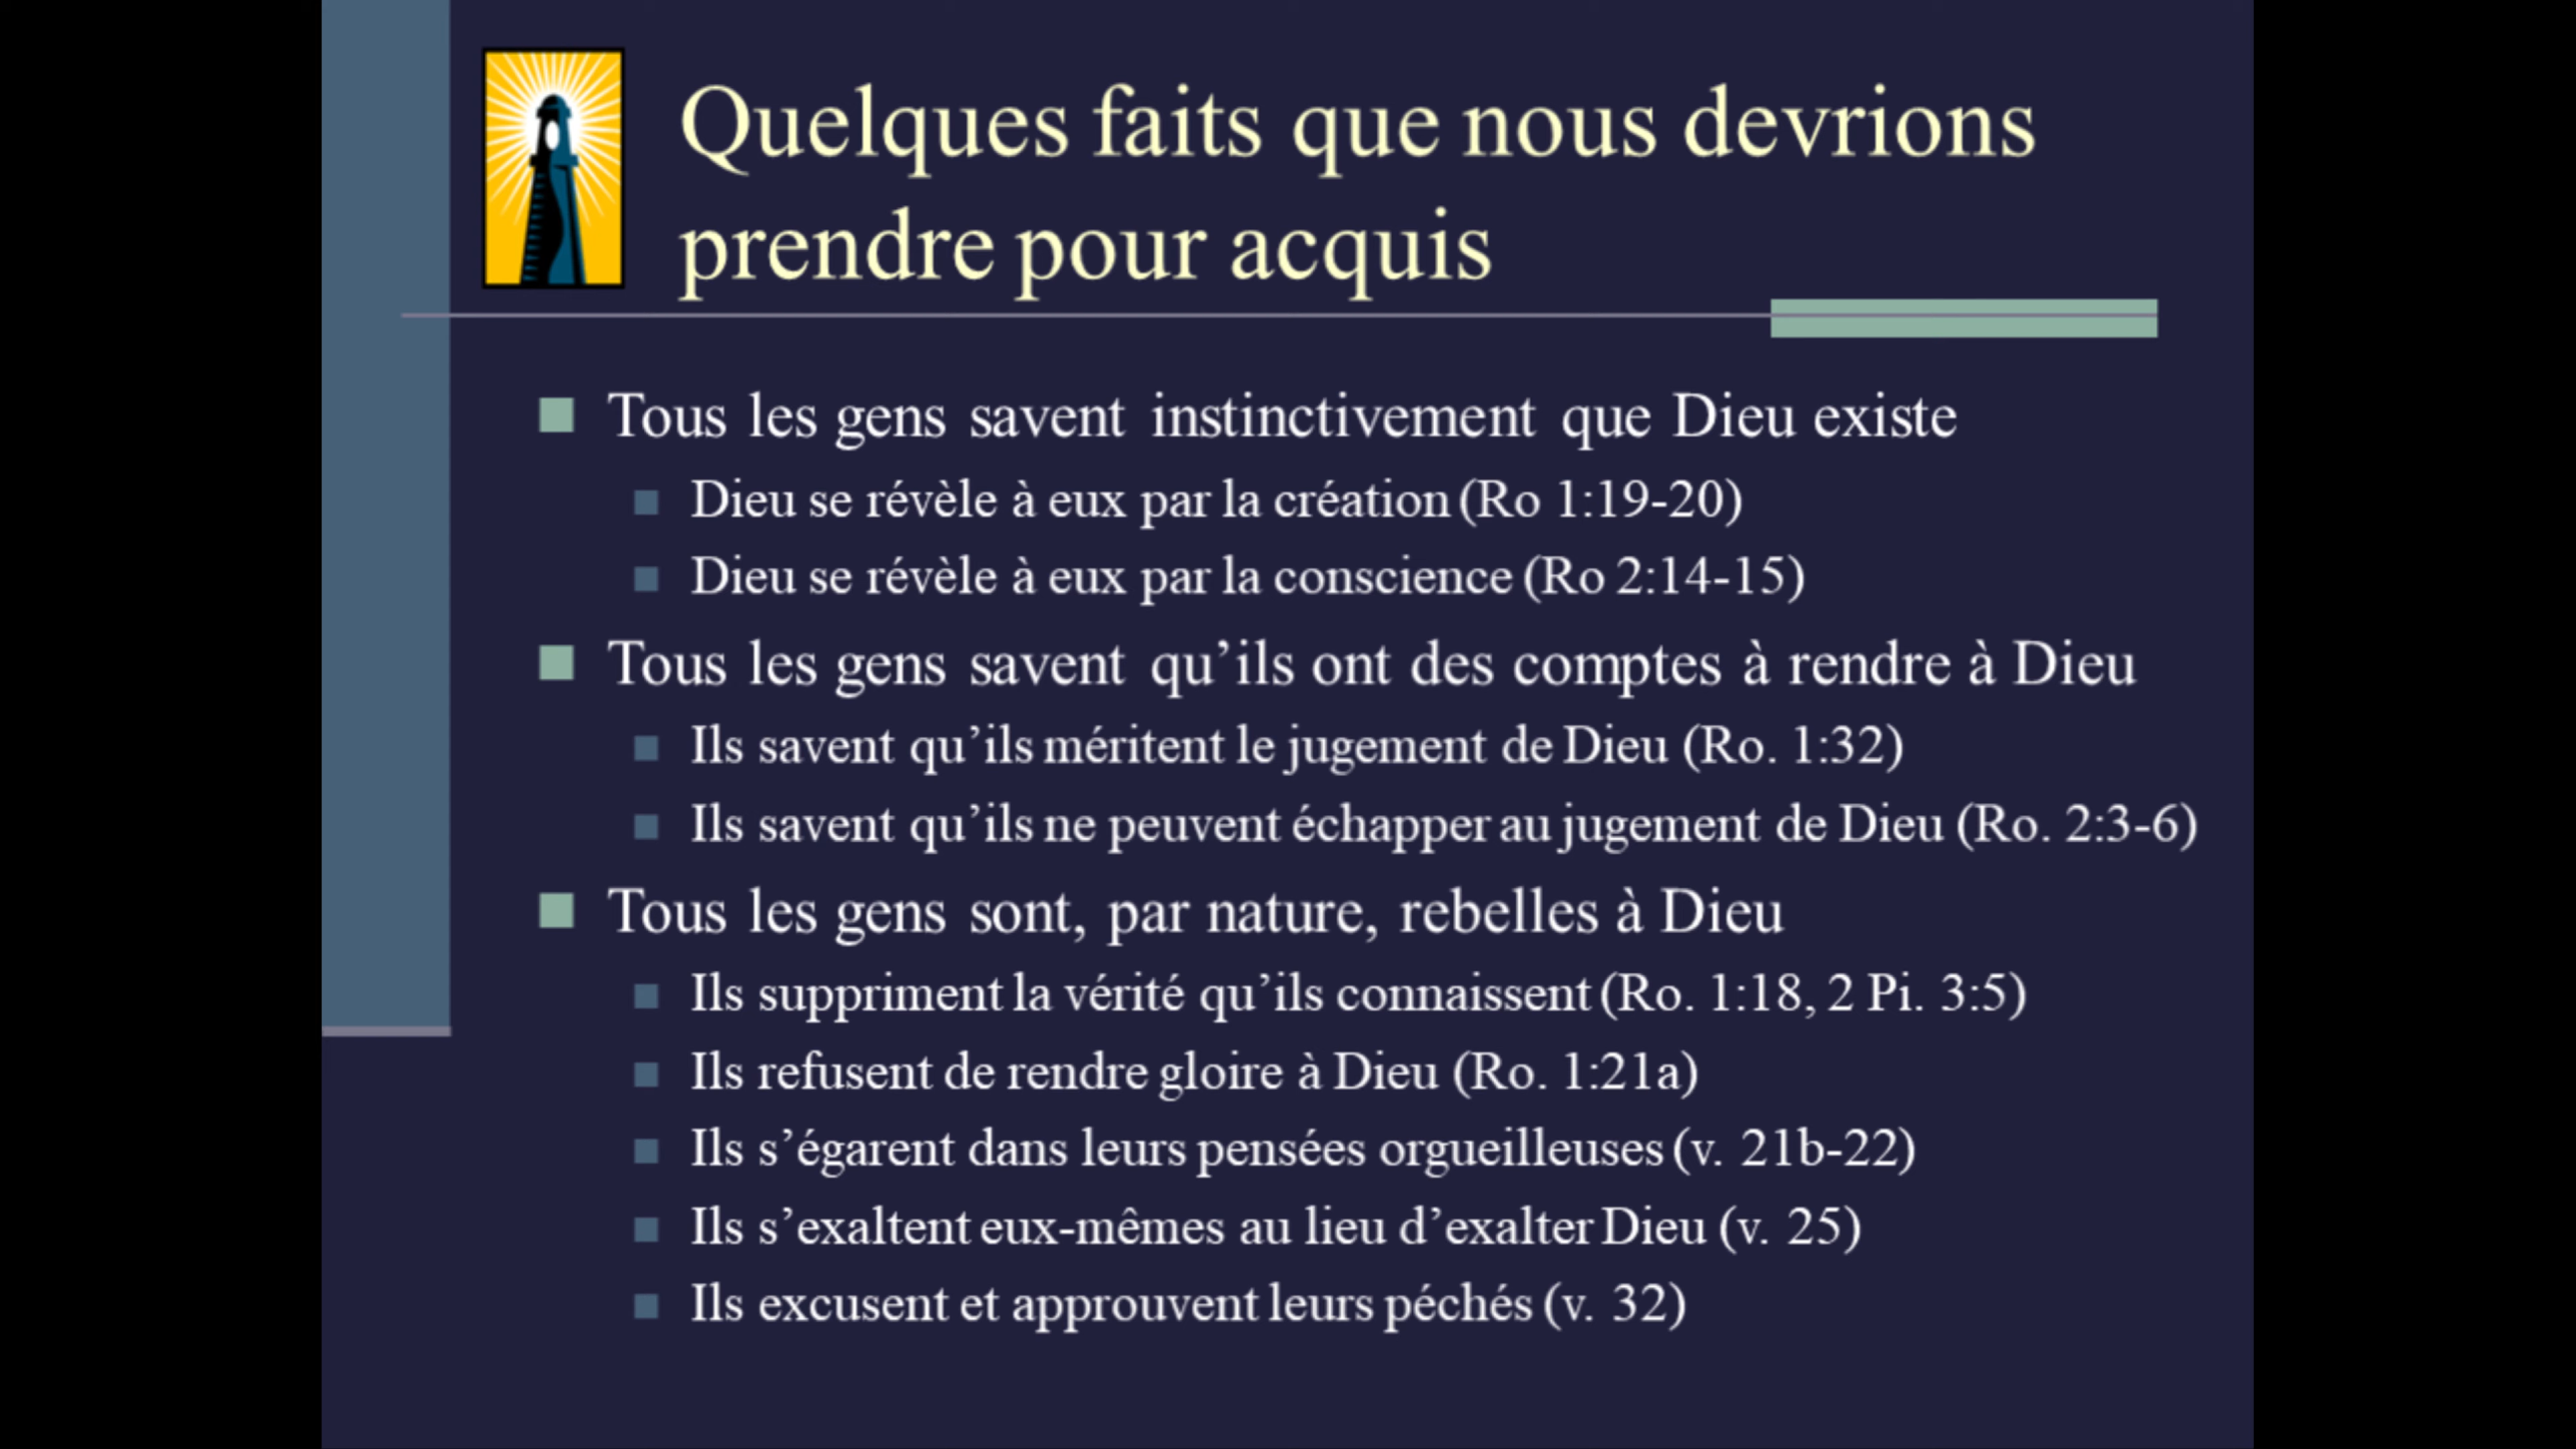 Quelques faits que nous devrions
prendre pour acquis
Tous les gens savent instinctivement que Dieu existe
Dieu se révèle à eux par la création (Ro 1:19-20)
Dieu se révèle à eux par la conscience (Ro 2:14-15)
Tous les gens savent qu’ils ont des comptes à rendre à Dieu
Ils savent qu’ils méritent le jugement de Dieu (Ro. 1:32)
Ils savent qu’ils ne peuvent échapper au jugement de Dieu (Ro. 2:3-6)
Tous les gens sont, par nature, rebelles à Dieu
Ils suppriment la vérité qu’ils connaissent (Ro. 1:18, 2 Pi. 3:5)
Ils refusent de rendre gloire à Dieu (Ro. 1:21a)
Ils s’égarent dans leurs pensées orgueilleuses (v. 21b-22)
Ils s’exaltent eux-mêmes au lieu d’exalter Dieu (v. 25)
Ils excusent et approuvent leurs péchés (v. 32)